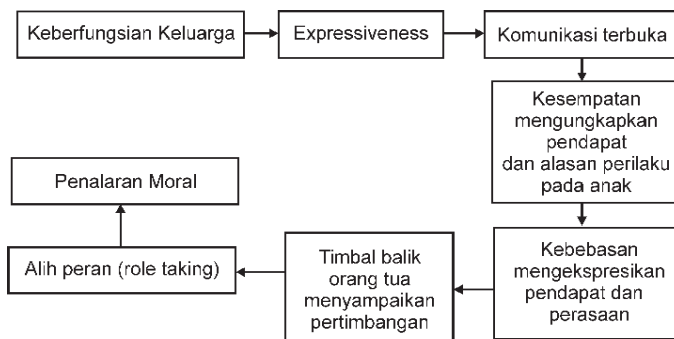 Keberfungsian Keluarga
Expressiveness
Komunikasi terbuka
Kesempatan
mengungkapkan
pendapat
dan alasan perilaku
pada anak
Kebebasan
mengekspresikan
pendapat dan
perasaan
Timbal balik
orang tua
menyampaikan
pertimbangan
Alih peran (role taking)
Penalaran Moral